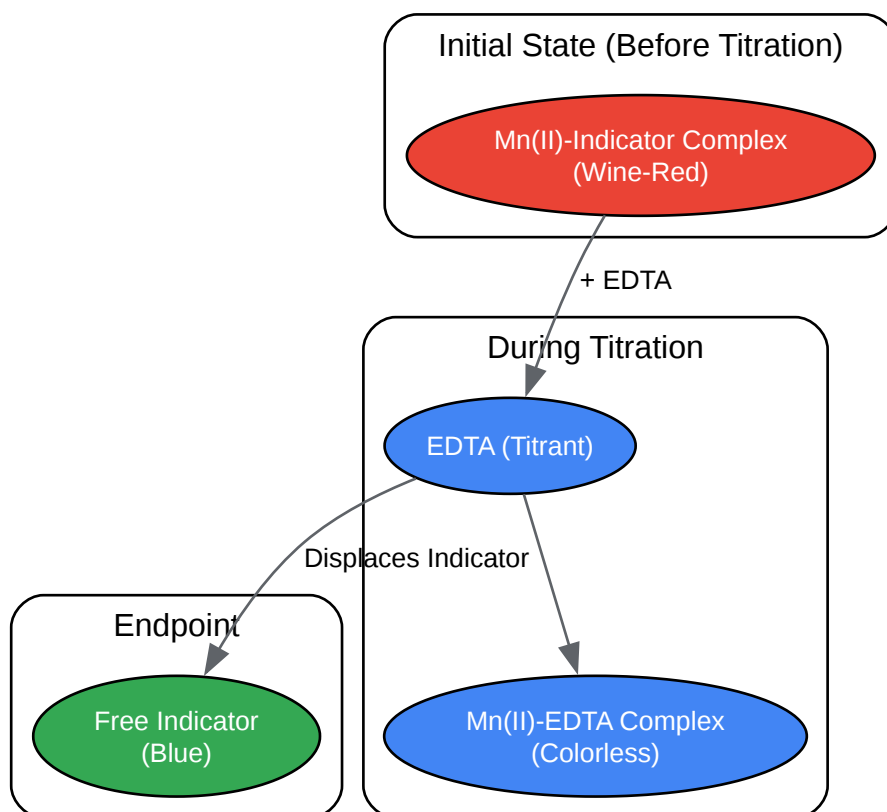 Initial State (Before Titration)
Mn(II)-Indicator Complex
(Wine-Red)
+ EDTA
During Titration
EDTA (Titrant)
Displaces Indicator
Endpoint
Free Indicator
(Blue)
Mn(II)-EDTA Complex
(Colorless)